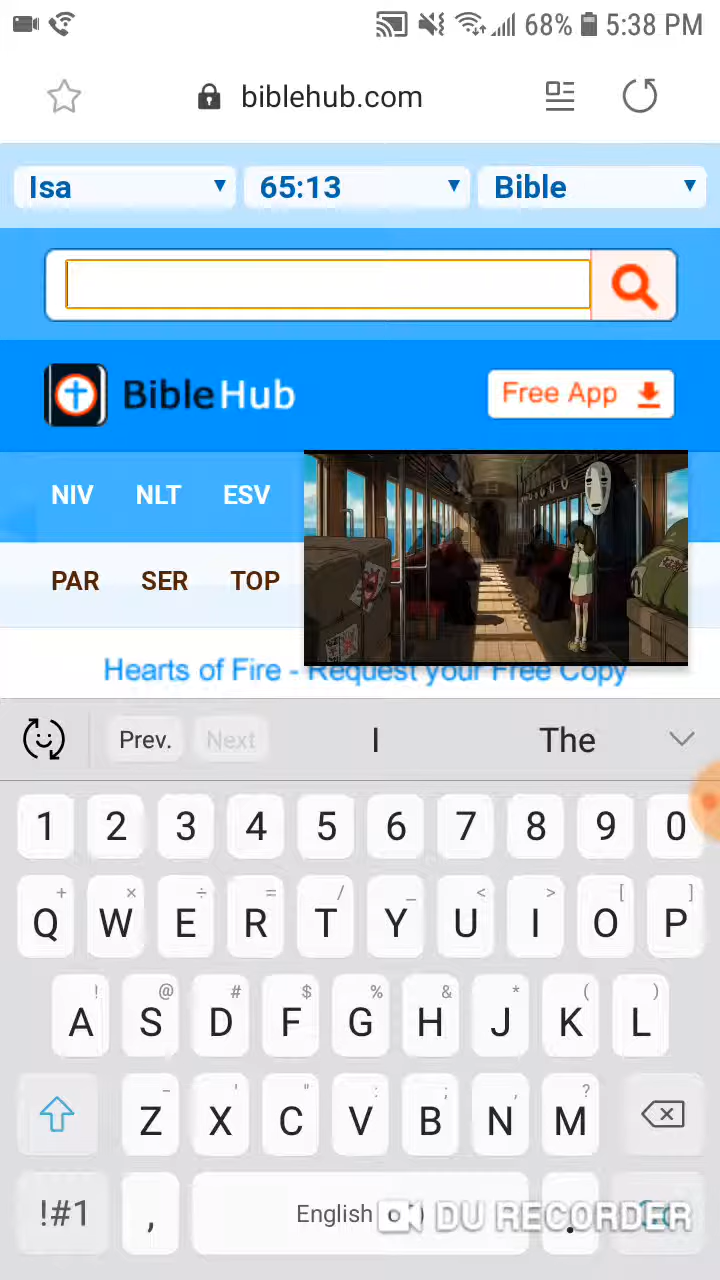 68% 5:38 PM
biblehub.com
Isa ▼ 65:13 ▼ Bible ▼
BibleHub Free App
NIV NLT ESV
PAR SER TOP
Hearts of Fire - Request your Free Copy
Prev. Next I The
1 2 3 4 5 6 7 8 9 0
+ × ÷ = / _ < > [ ]
Q W E R T Y U I O P
! @ # $ % & * ( )
A S D F G H J K L
- ' " : ; , ?
Z X C V B N M
!#1 , English . DU RECORDER